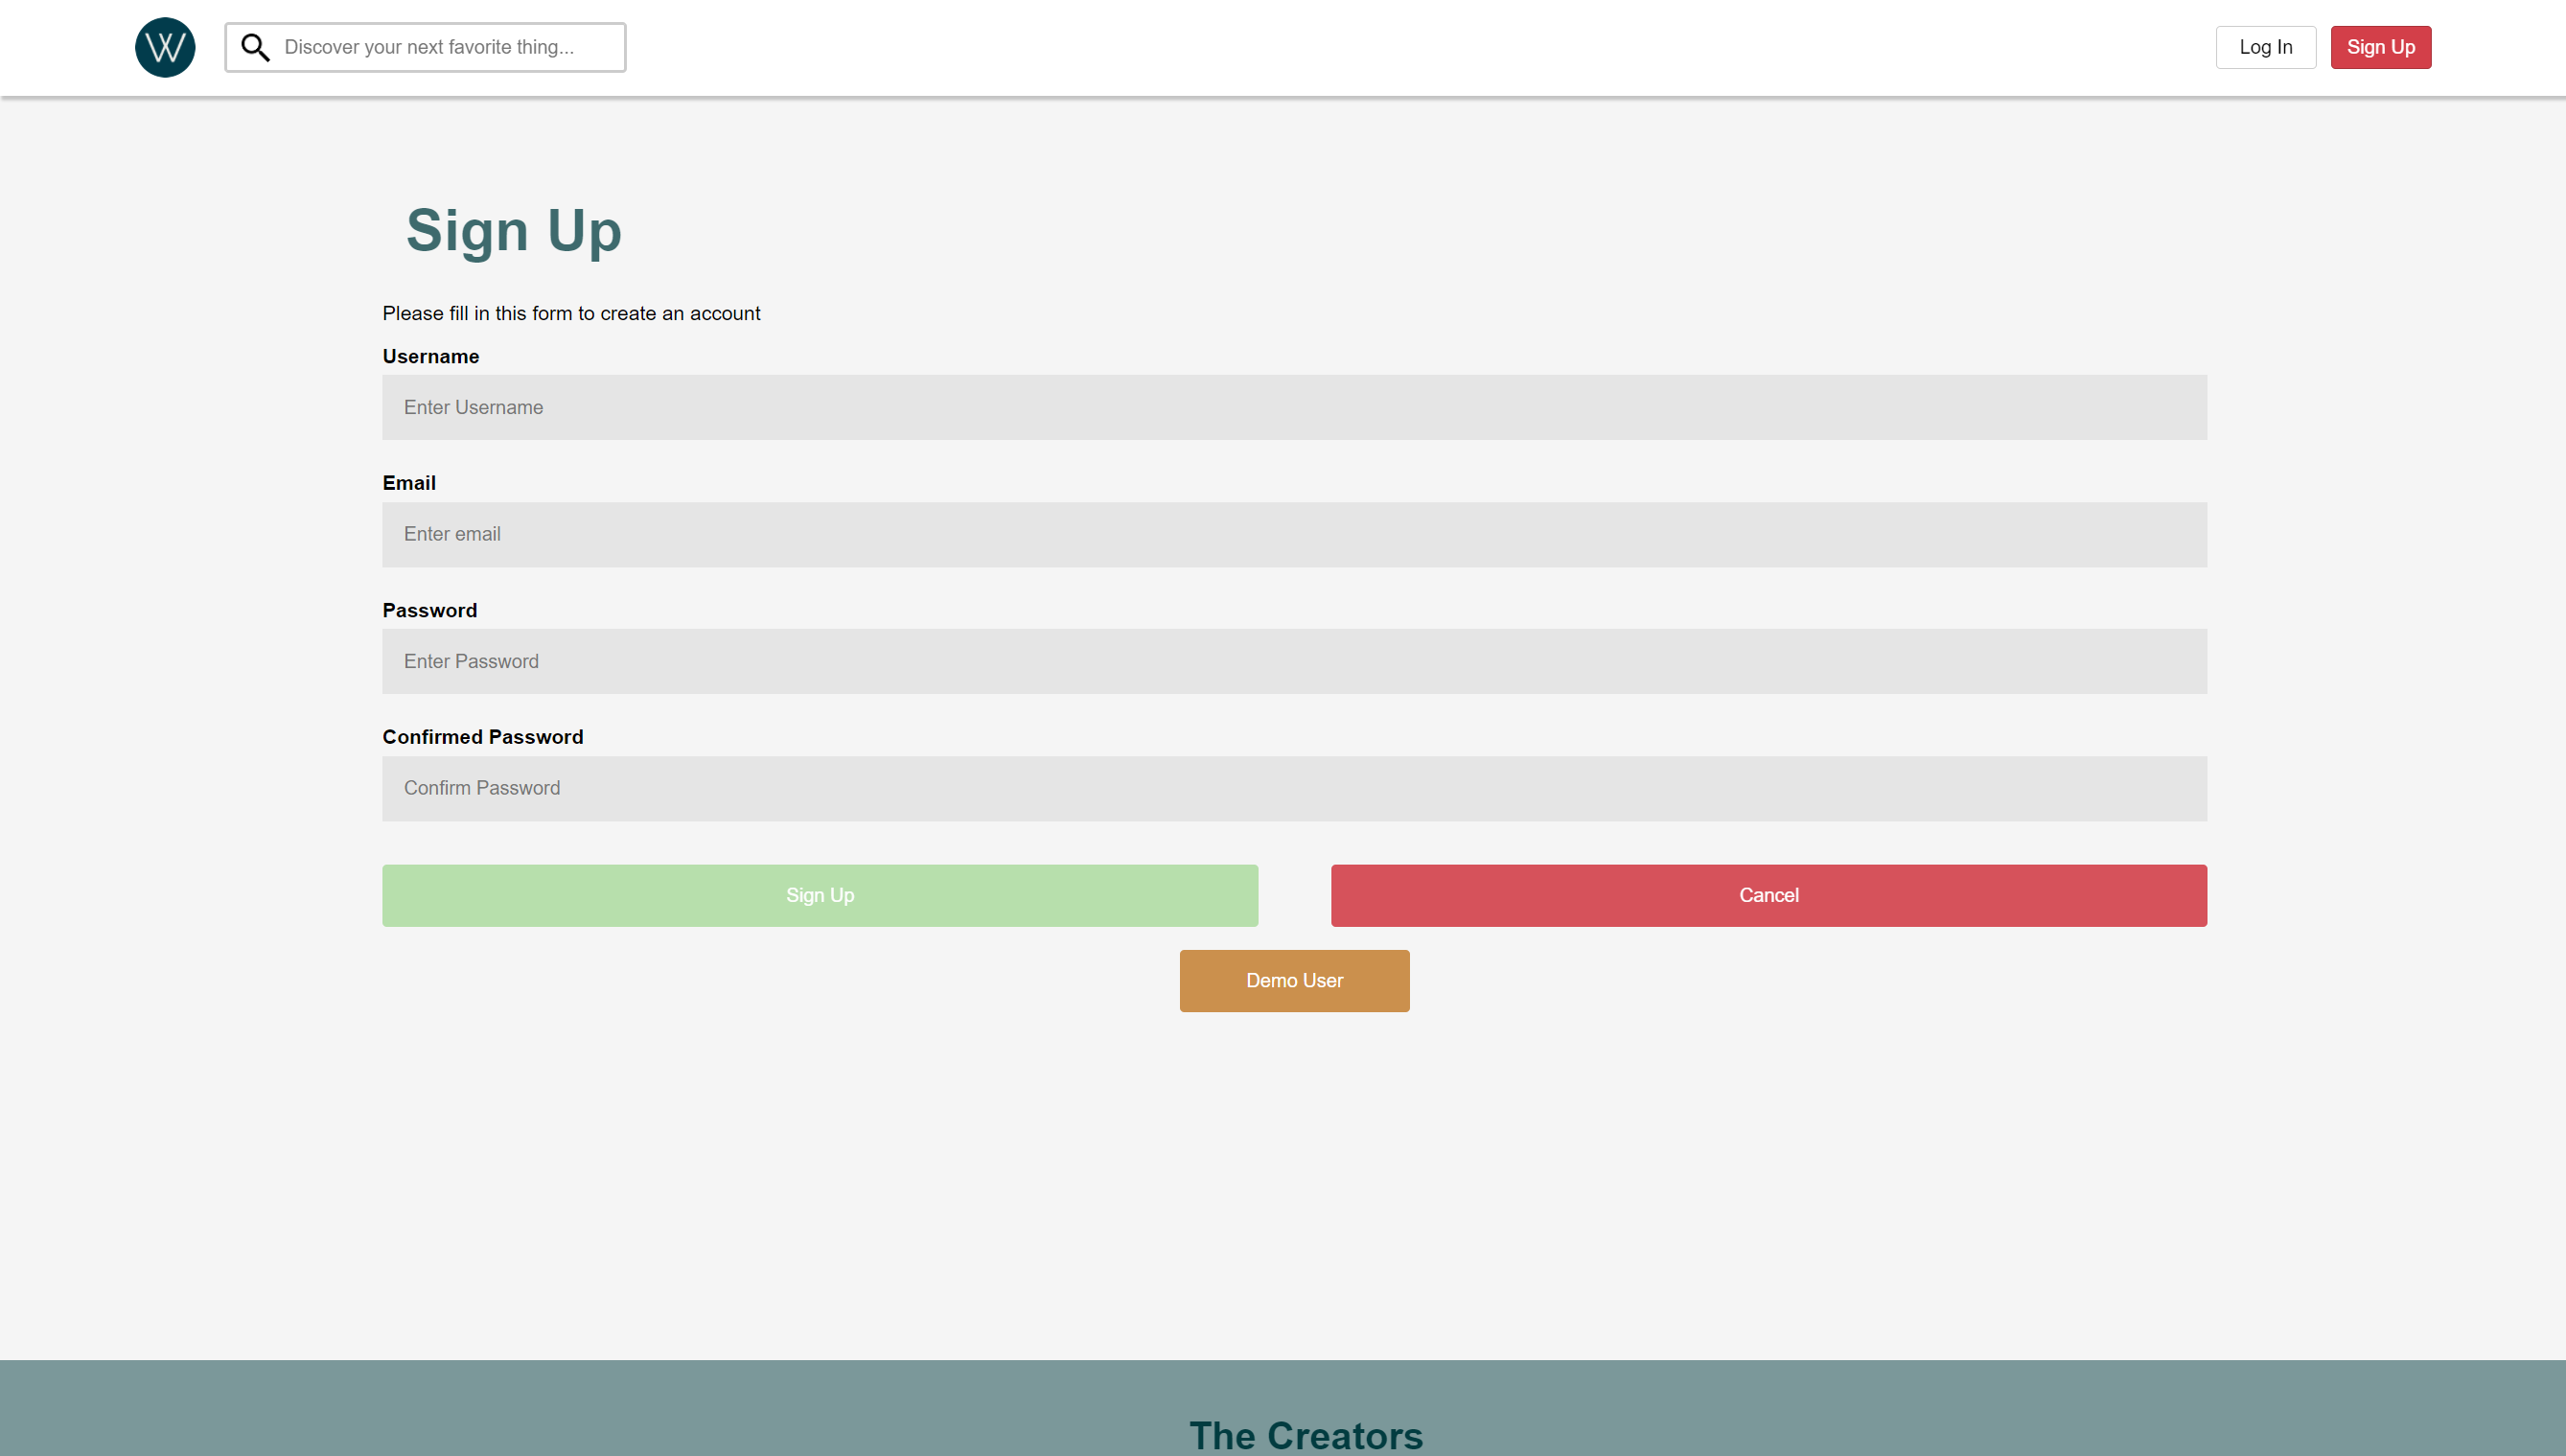 W
Discover your next favorite thing...
Log In
Sign Up
Sign Up
Please fill in this form to create an account
Username
Enter Username
Email
Enter email
Password
Enter Password
Confirmed Password
Confirm Password
Sign Up
Cancel
Demo User
The Creators